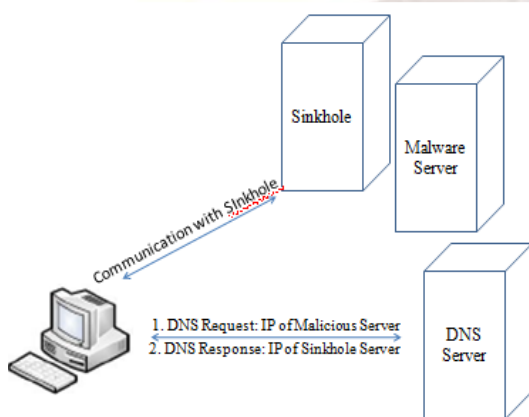 Sinkhole
Malware
Server
Communication with SInkhole
1. DNS Request: IP of Malicious Server
2. DNS Response: IP of Sinkhole Server
DNS
Server